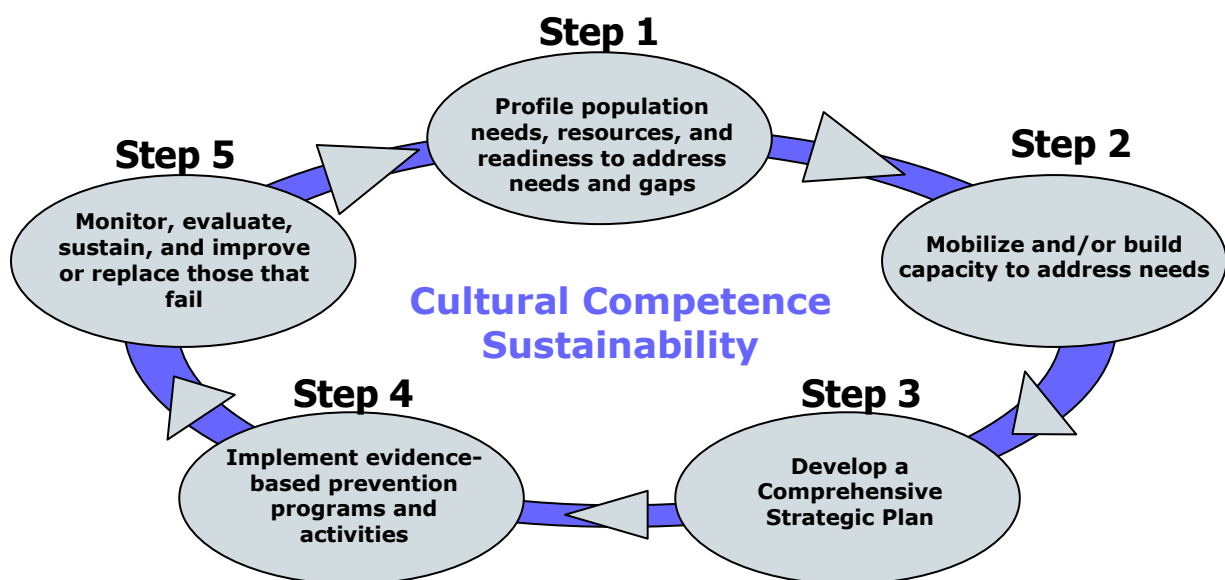 Step 1
Profile population
needs, resources, and
readiness to address
needs and gaps
Step 2
Mobilize and/or build
capacity to address needs
Step 3
Develop a
Comprehensive
Strategic Plan
Step 4
Implement evidence-
based prevention
programs and
activities
Step 5
Monitor, evaluate,
sustain, and improve
or replace those that
fail
Cultural Competence
Sustainability